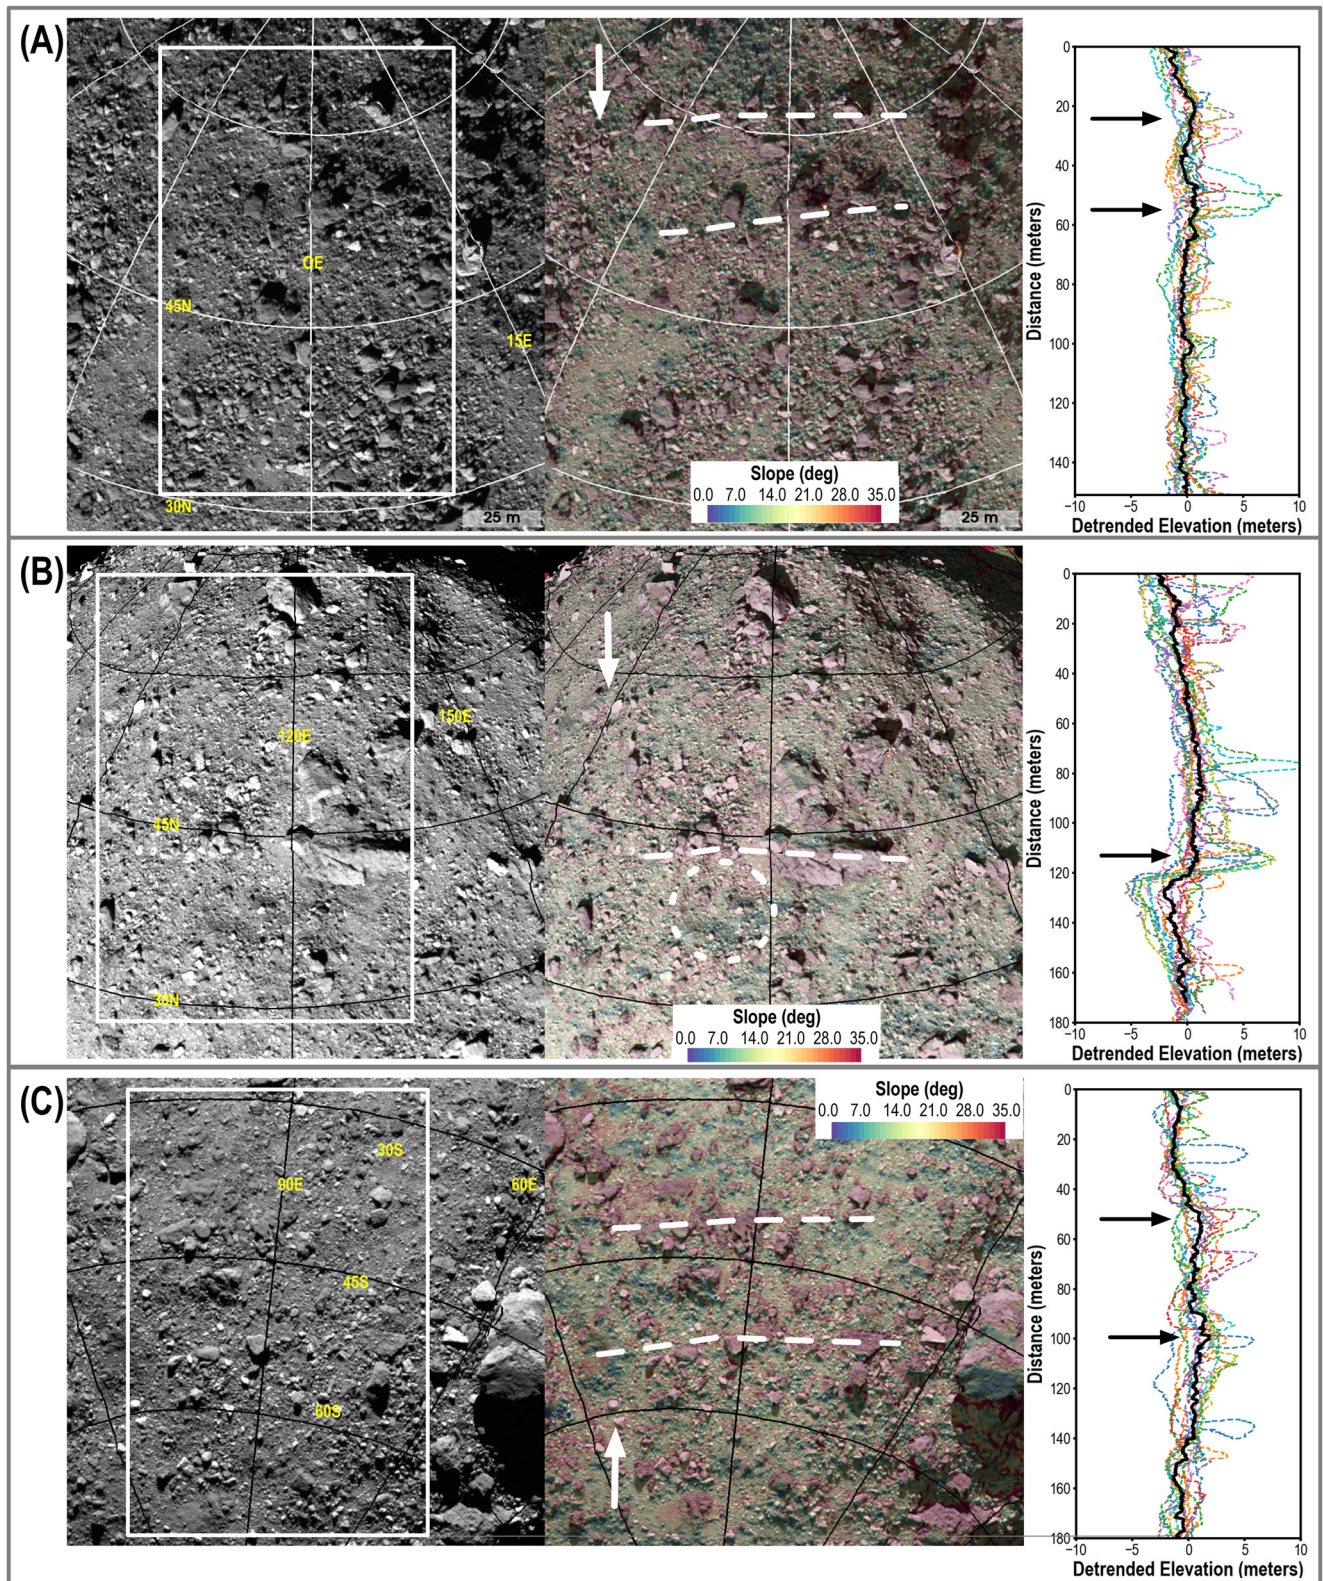 (A)
OE
45N
15E
30N
25 m
Slope (deg)
0.0 7.0 14.0 21.0 28.0 35.0
25 m
0
20
40
60
80
100
120
140
Distance (meters)
−10 −5 0 5 10
Detrended Elevation (meters)
(B)
150E
120E
45N
30N
Slope (deg)
0.0 7.0 14.0 21.0 28.0 35.0
0
20
40
60
80
100
120
140
160
180
Distance (meters)
−10 −5 0 5 10
Detrended Elevation (meters)
(C)
30S
90E
60E
45S
60S
Slope (deg)
0.0 7.0 14.0 21.0 28.0 35.0
0
20
40
60
80
100
120
140
160
180
Distance (meters)
−10 −5 0 5 10
Detrended Elevation (meters)